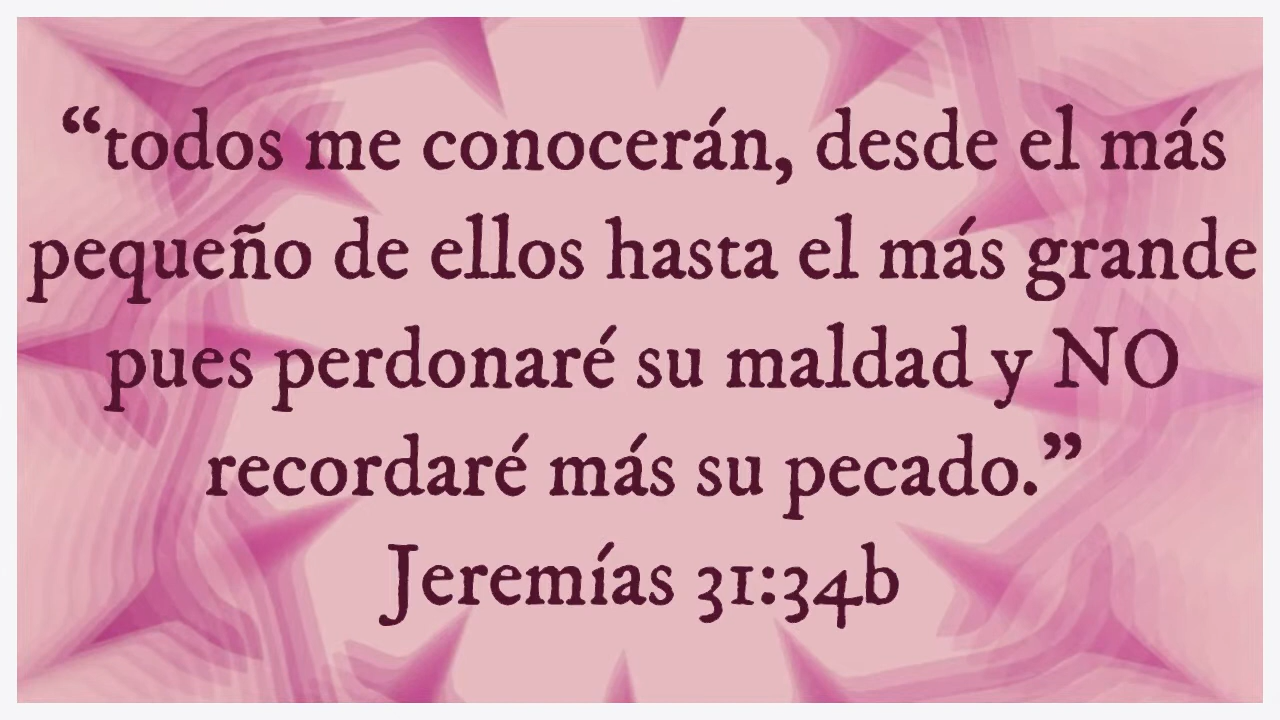 “todos me conocerán, desde el más
pequeño de ellos hasta el más grande
pues perdonaré su maldad y NO
recordaré más su pecado.”
Jeremías 31:34b